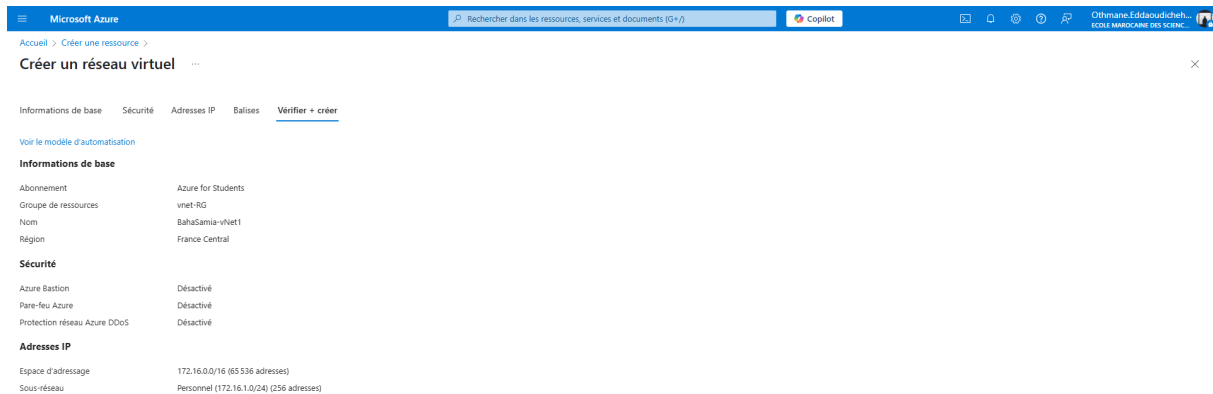 Microsoft Azure
Rechercher dans les ressources, services et documents (G+/)
Copilot
Othmane.Eddaoudicheh...
ECOLE MAROCAINE DES SCIENC...
Accueil > Créer une ressource >
Créer un réseau virtuel ...
Informations de base Sécurité Adresses IP Balises Vérifier + créer
Voir le modèle d'automatisation
Informations de base
Abonnement Azure for Students
Groupe de ressources vnet-RG
Nom BahaSamia-vNet1
Région France Central
Sécurité
Azure Bastion Désactivé
Pare-feu Azure Désactivé
Protection réseau Azure DDoS Désactivé
Adresses IP
Espace d'adressage 172.16.0.0/16 (65 536 adresses)
Sous-réseau Personnel (172.16.1.0/24) (256 adresses)